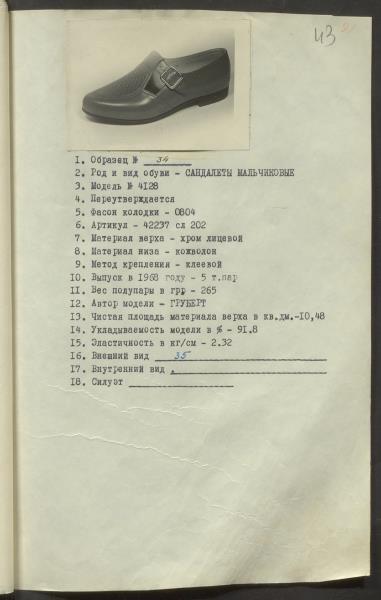 43
1. Образец № 34
2. Род и вид обуви - САНДАЛЕТЫ МАЛЬЧИКОВЫЕ
3. Модель № 4128
4. Переутверждается
5. Фасон колодки - 0804
6. Артикул - 42237 сл 202
7. Материал верха - хром лицевой
8. Материал низа - кожволон
9. Метод крепления - клеевой
10. Выпуск в 1968 году - 5 т.пар
11. Вес полупары в грр - 265
12. Автор модели - ГРУБЕРТ
13. Чистая площадь материала верха в кв.дм.-10,48
14. Укладываемость модели в % - 91.8
15. Эластичность в кг/см - 2.32
16. Внешний вид 35
17. Внутренний вид
18. Силуэт